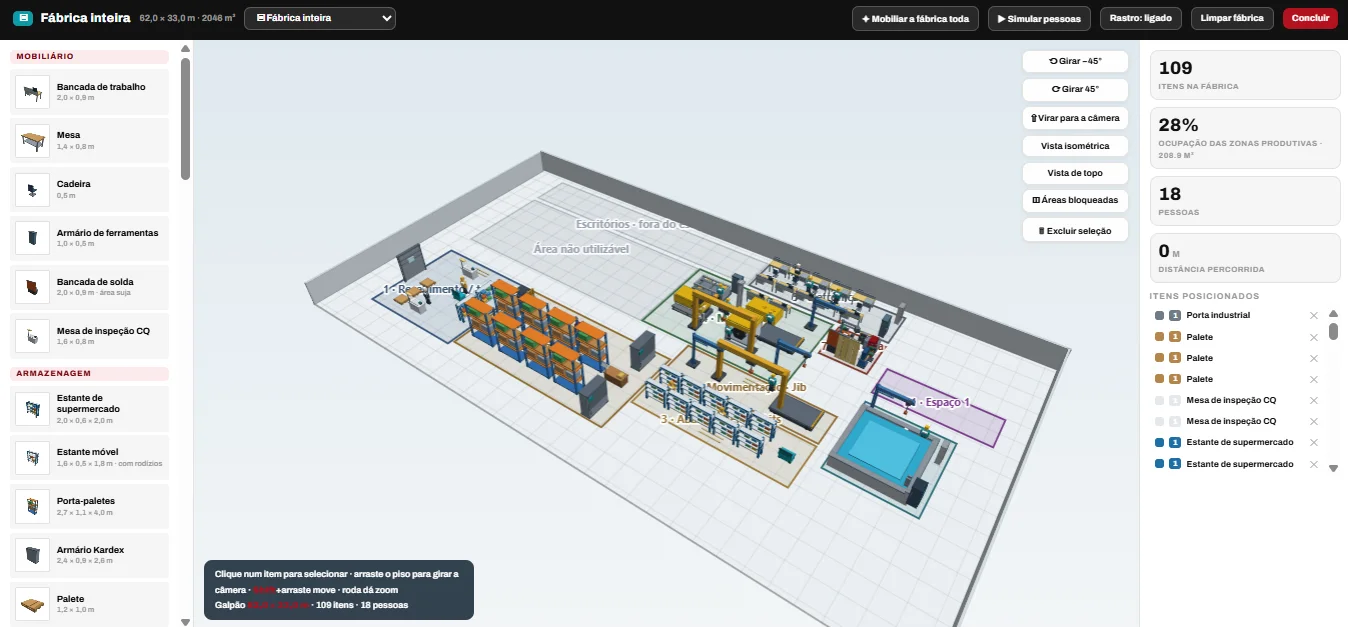 Fábrica inteira
62,0 × 33,0 m · 2046 m²
Fábrica inteira
Mobiliar a fábrica toda
Simular pessoas
Rastro: ligado
Limpar fábrica
Concluir
MOBILIÁRIO
Bancada de trabalho
2,0 × 0,9 m
Mesa
1,4 × 0,8 m
Cadeira
0,5 m
Armário de ferramentas
1,0 × 0,5 m
Bancada de solda
2,0 × 0,9 m · área suja
Mesa de inspeção CQ
1,6 × 0,8 m
ARMAZENAGEM
Estante de
supermercado
2,0 × 0,6 × 2,0 m
Estante móvel
1,6 × 0,5 × 1,8 m · com rodízios
Porta-paletes
2,7 × 1,1 × 4,0 m
Armário Kardex
2,4 × 0,9 × 2,6 m
Palete
1,2 × 1,0 m
Escritórios · fora do
Área não utilizável
Movimentação
Jib
· Espaço 1
Girar −45°
Girar 45°
Virar para a câmera
Vista isométrica
Vista de topo
Áreas bloqueadas
Excluir seleção
Clique num item para selecionar · arraste o piso para girar a
câmera · +arraste move · roda dá zoom
Galpão · 109 itens · 18 pessoas
109
ITENS NA FÁBRICA
28%
OCUPAÇÃO DAS ZONAS PRODUTIVAS ·
208.9 M²
18
PESSOAS
0 M
DISTÂNCIA PERCORRIDA
ITENS POSICIONADOS
1 Porta industrial
1 Palete
1 Palete
1 Palete
1 Mesa de inspeção CQ
1 Mesa de inspeção CQ
1 Estante de supermercado
1 Estante de supermercado